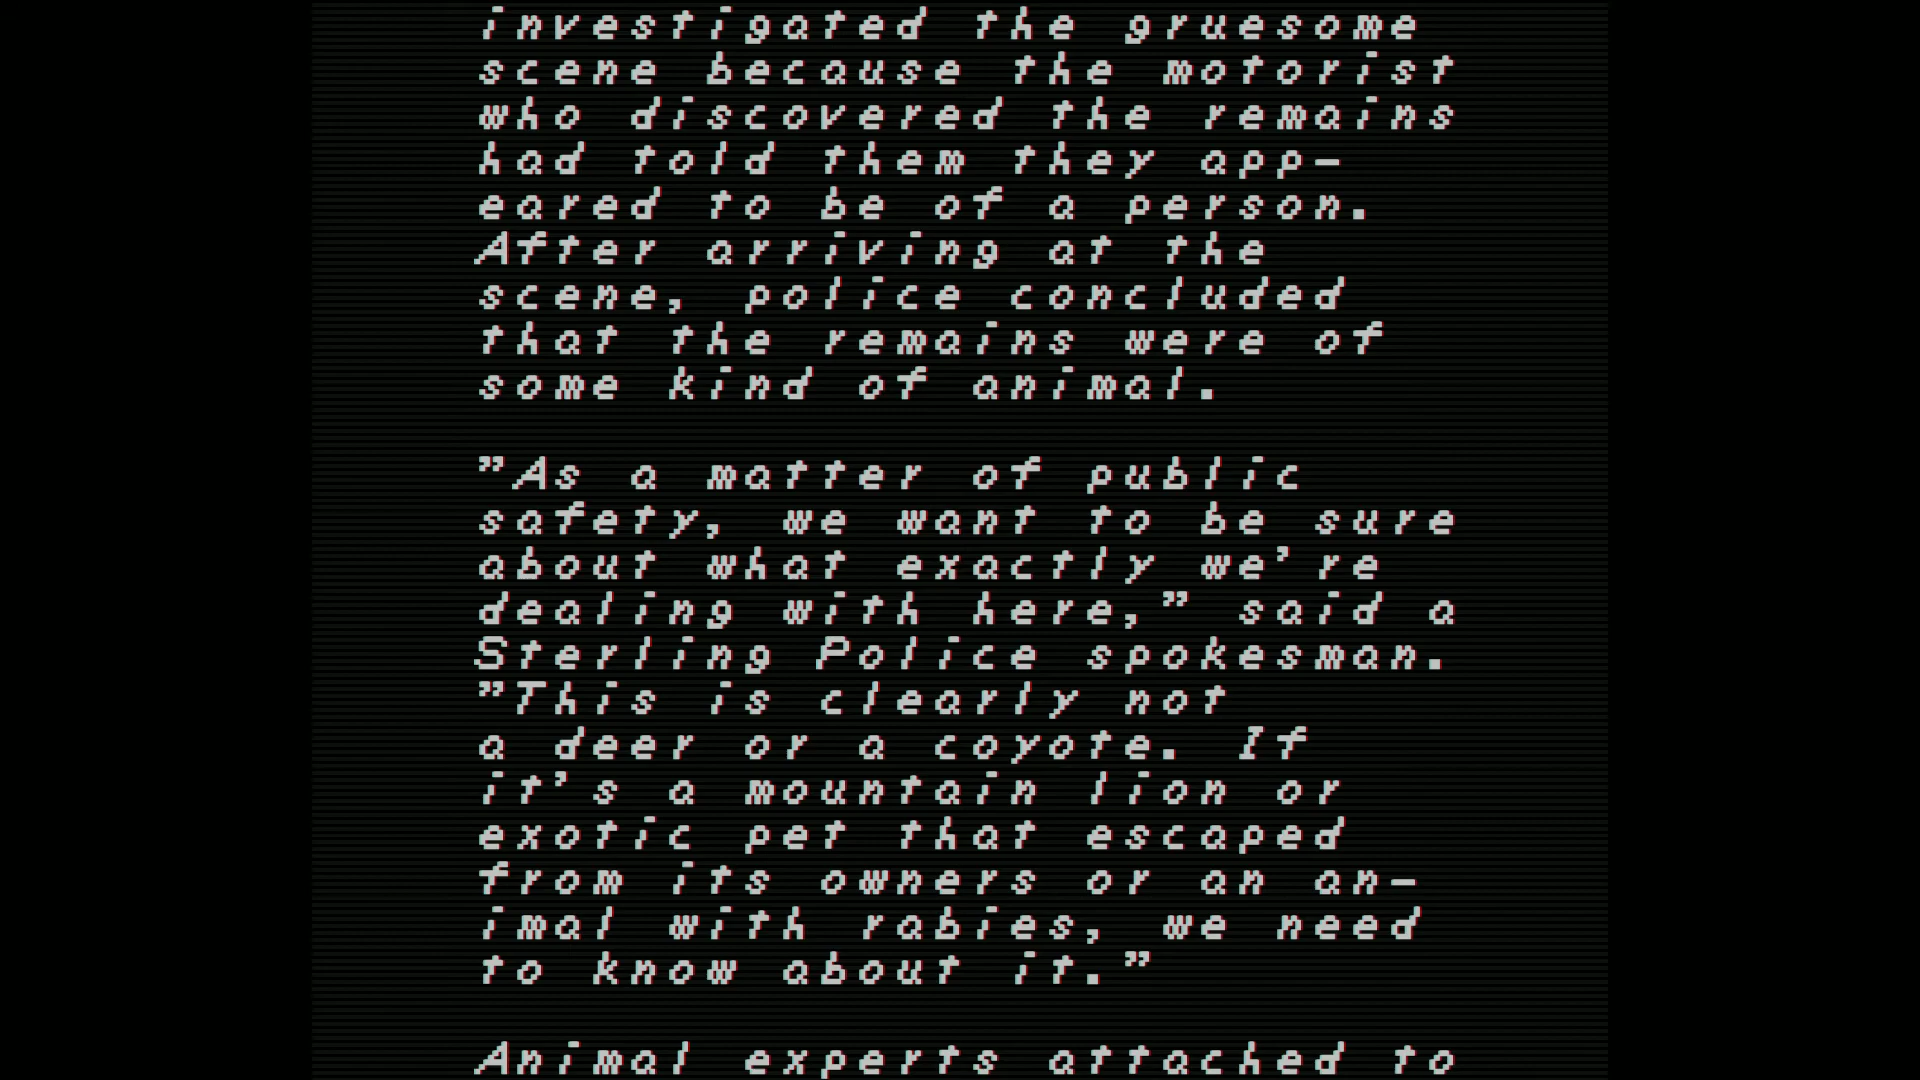 investigated the gruesome
scene because the motorist
who discovered the remains
had told them they app-
eared to be of a person.
After arriving at the
scene, police concluded
that the remains were of
some kind of animal.
"As a matter of public
safety, we want to be sure
about what exactly we're
dealing with here," said a
Sterling Police spokesman.
"This is clearly not
a deer or a coyote. If
it's a mountain lion or
exotic pet that escaped
from its owners or an an-
imal with rabies, we need
to know about it."
Animal experts attached to